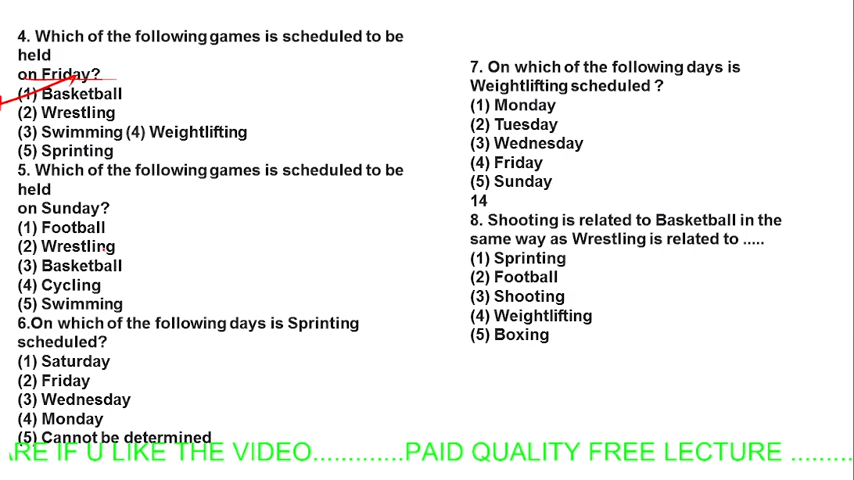 4. Which of the following games is scheduled to be
held
on Friday?
(1) Basketball
(2) Wrestling
(3) Swimming (4) Weightlifting
(5) Sprinting
5. Which of the following games is scheduled to be
held
on Sunday?
(1) Football
(2) Wrestling
(3) Basketball
(4) Cycling
(5) Swimming
6.On which of the following days is Sprinting
scheduled?
(1) Saturday
(2) Friday
(3) Wednesday
(4) Monday
(5) Cannot be determined
7. On which of the following days is
Weightlifting scheduled ?
(1) Monday
(2) Tuesday
(3) Wednesday
(4) Friday
(5) Sunday
14
8. Shooting is related to Basketball in the
same way as Wrestling is related to .....
(1) Sprinting
(2) Football
(3) Shooting
(4) Weightlifting
(5) Boxing
RE IF U LIKE THE VIDEO.............PAID QUALITY FREE LECTURE .........